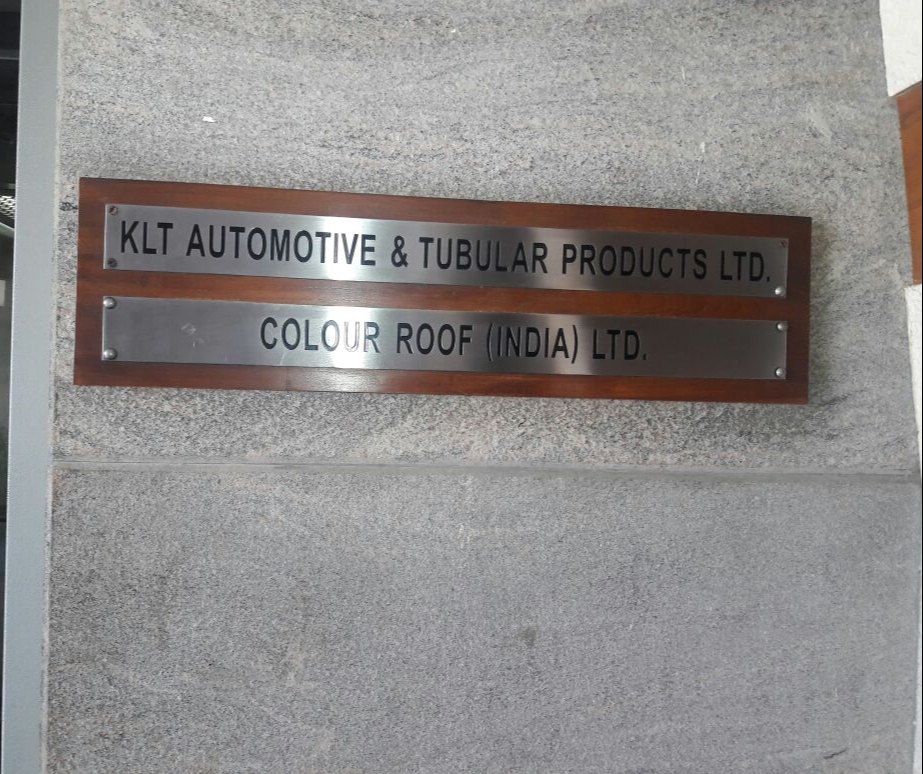 KLT AUTOMOTIVE & TUBULAR PRODUCTS LTD.
COLOUR ROOF (INDIA) LTD.